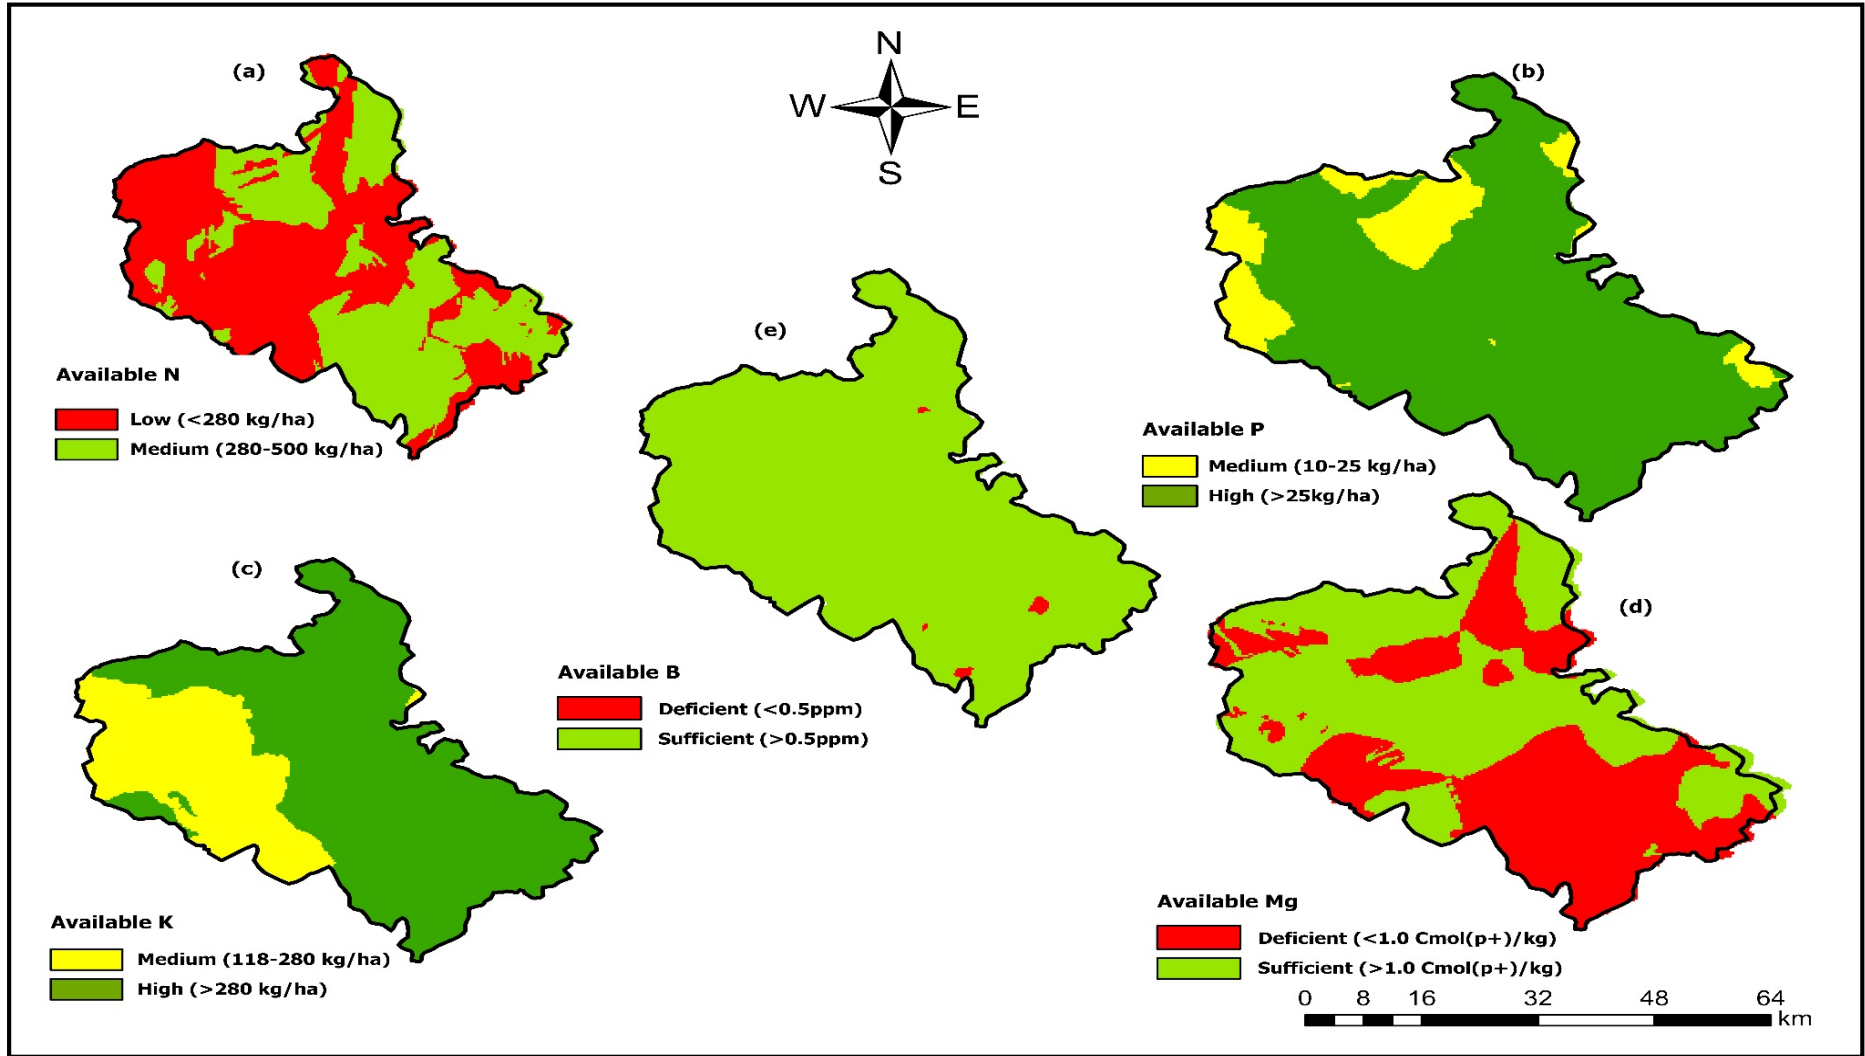 (a)
N
W E
S
(b)
(e)
Available N
Low (<280 kg/ha)
Medium (280-500 kg/ha)
Available P
Medium (10-25 kg/ha)
High (>25kg/ha)
(c)
(d)
Available B
Deficient (<0.5ppm)
Sufficient (>0.5ppm)
Available K
Medium (118-280 kg/ha)
High (>280 kg/ha)
Available Mg
Deficient (<1.0 Cmol(p+)/kg)
Sufficient (>1.0 Cmol(p+)/kg)
0 8 16 32 48 64
km